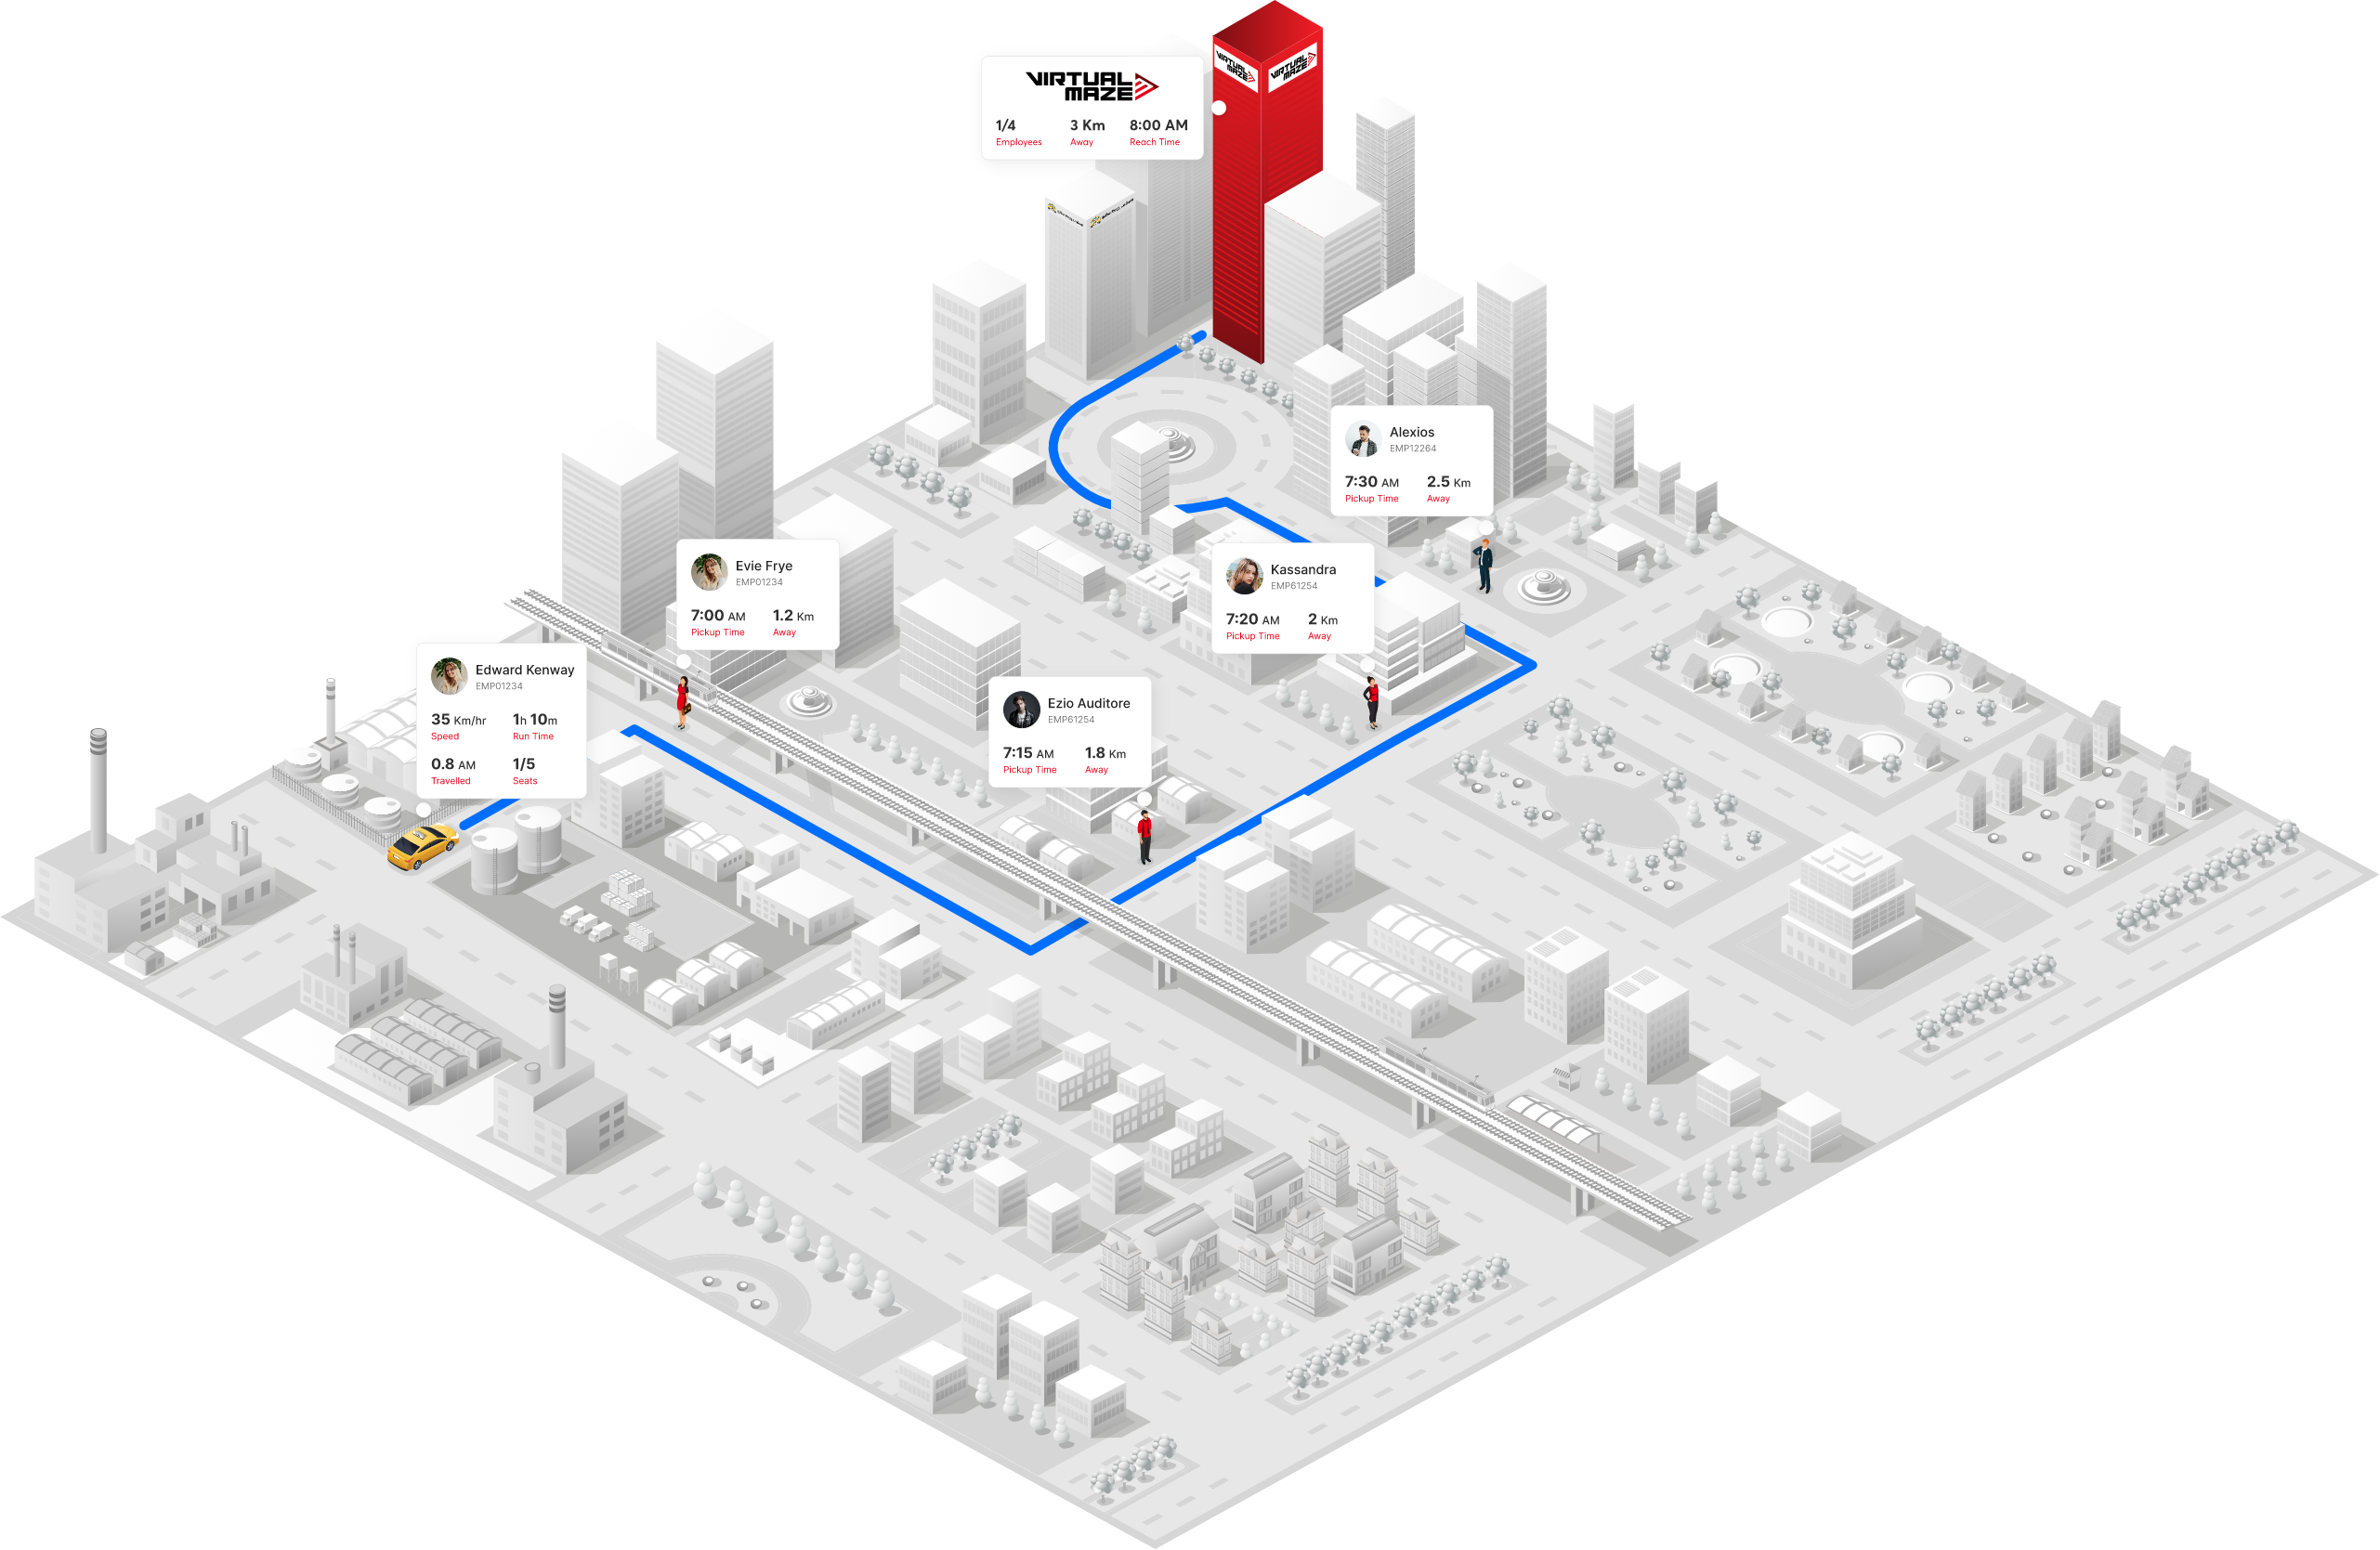 VIRTUAL
MAZE
1/4 3 Km 8:00 AM
Employees Away Reach Time
VIRTUAL
MAZE
VIRTUAL
MAZE
Alexios
EMP12264
7:30 AM 2.5 Km
Pickup Time Away
Evie Frye
EMP01234
7:00 AM 1.2 Km
Pickup Time Away
Kassandra
EMP61254
7:20 AM 2 Km
Pickup Time Away
Edward Kenway
EMP01234
35 Km/hr 1h 10m
Speed Run Time
0.8 AM 1/5
Travelled Seats
Ezio Auditore
EMP61254
7:15 AM 1.8 Km
Pickup Time Away